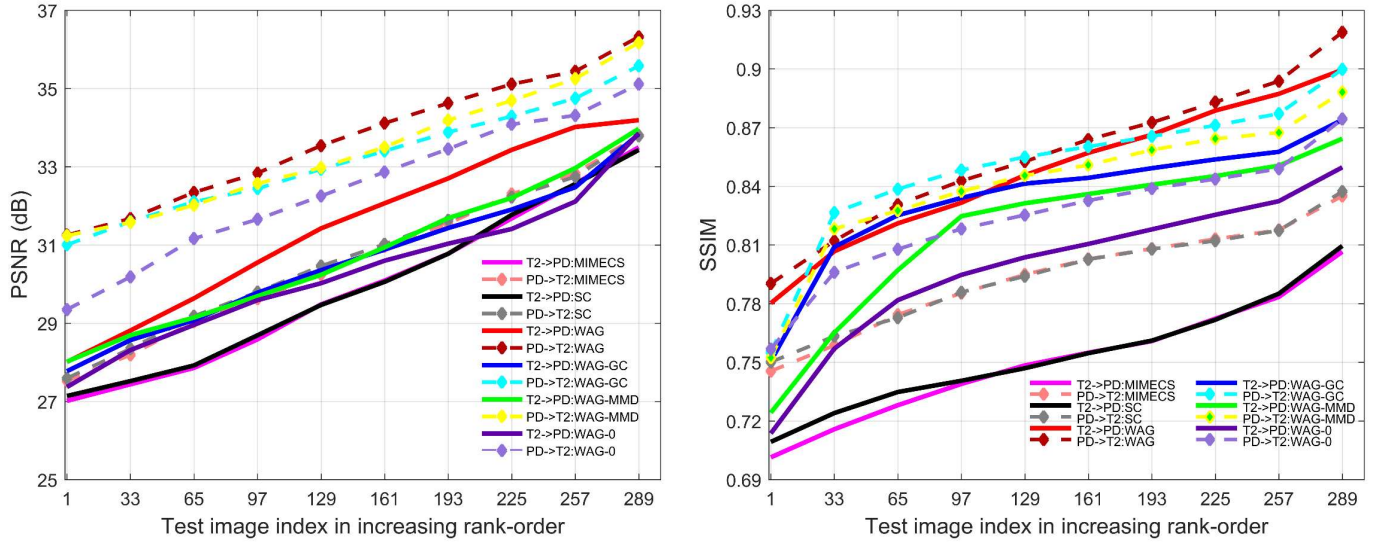 37
35
33
31
29
27
25
PSNR (dB)
T2->PD:MIMECS
PD->T2:MIMECS
T2->PD:SC
PD->T2:SC
T2->PD:WAG
PD->T2:WAG
T2->PD:WAG-GC
PD->T2:WAG-GC
T2->PD:WAG-MMD
PD->T2:WAG-MMD
T2->PD:WAG-0
PD->T2:WAG-0
1 33 65 97 129 161 193 225 257 289
Test image index in increasing rank-order
0.93
0.9
0.87
0.84
0.81
0.78
0.75
0.72
0.69
SSIM
T2->PD:MIMECS
PD->T2:MIMECS
T2->PD:SC
PD->T2:SC
T2->PD:WAG
PD->T2:WAG
T2->PD:WAG-GC
PD->T2:WAG-GC
T2->PD:WAG-MMD
PD->T2:WAG-MMD
T2->PD:WAG-0
PD->T2:WAG-0
1 33 65 97 129 161 193 225 257 289
Test image index in increasing rank-order